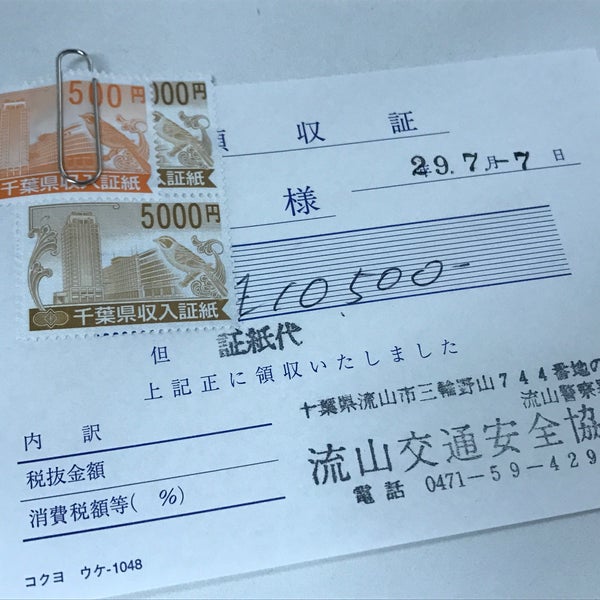 500円
000円
千葉県収入証紙
証紙
5000円
千葉県収入証紙
領収証
29.7月-7日
様
¥10500-
但 証紙代
上記正に領収いたしました
内訳
税抜金額
消費税額等( %)
千葉県流山市三輪野山744番地の
流山警察署
流山交通安全協
電話 0471-59-429
コクヨ ウケ-1048